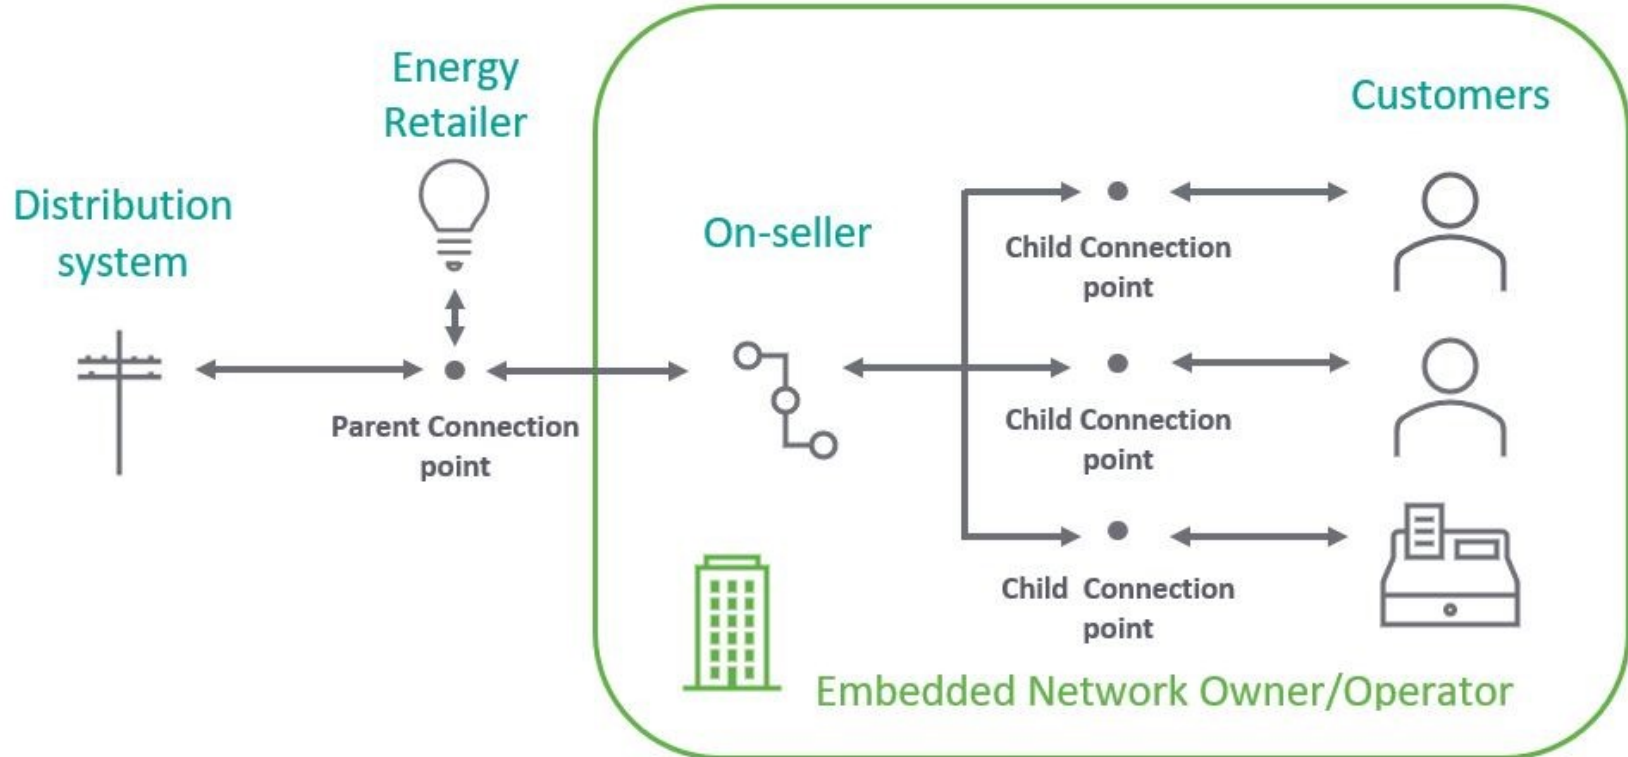 Energy
Retailer
Distribution
system
Parent Connection
point
On-seller
Customers
Child Connection
point
Child Connection
point
Child Connection
point
Embedded Network Owner/Operator